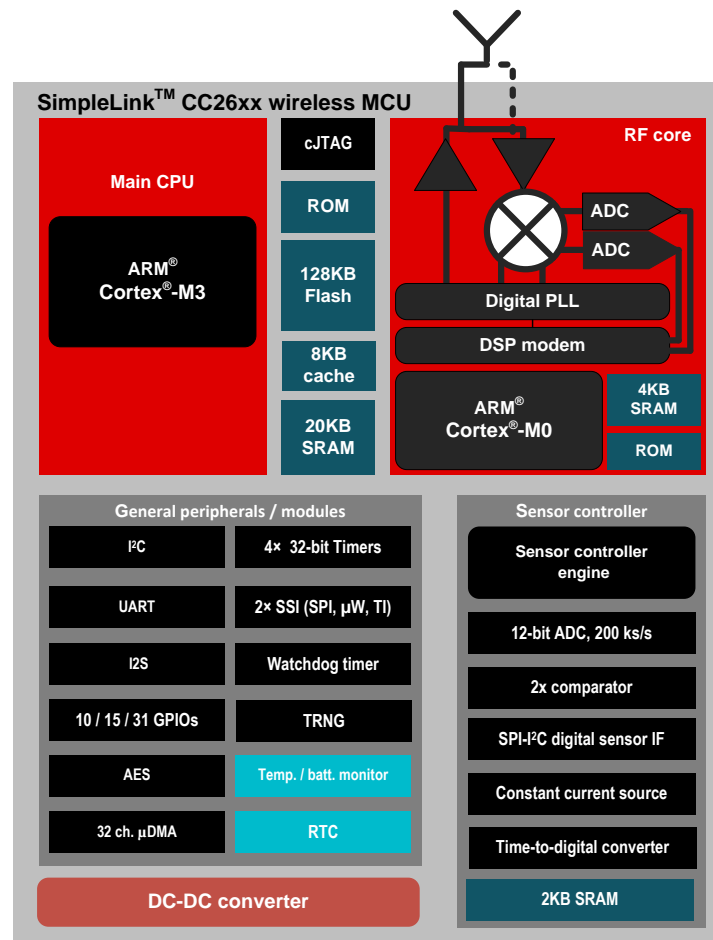 SimpleLink™ CC26xx wireless MCU
Main CPU
ARM®
Cortex®-M3
cJTAG
ROM
128KB
Flash
8KB
cache
20KB
SRAM
RF core
ADC
ADC
Digital PLL
DSP modem
ARM®
Cortex®-M0
4KB
SRAM
ROM
General peripherals / modules
I²C
4× 32-bit Timers
UART
2× SSI (SPI, µW, TI)
I2S
Watchdog timer
10 / 15 / 31 GPIOs
TRNG
AES
Temp. / batt. monitor
32 ch. µDMA
RTC
DC-DC converter
Sensor controller
Sensor controller
engine
12-bit ADC, 200 ks/s
2x comparator
SPI-I²C digital sensor IF
Constant current source
Time-to-digital converter
2KB SRAM